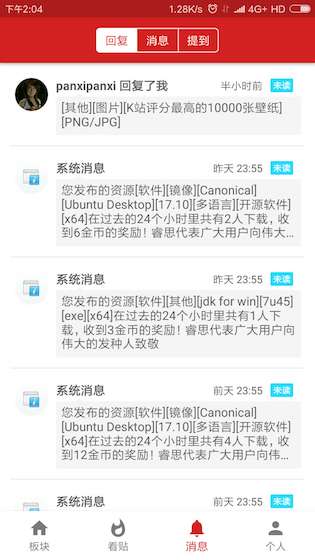 下午2:04
1.28K/s
4G+ HD
回复
消息
提到
panxipanxi 回复了我
半小时前
未读
[其他][图片][K站评分最高的10000张壁纸]
[PNG/JPG]
系统消息
昨天 23:55
未读
您发布的资源[软件][镜像][Canonical]
[Ubuntu Desktop][17.10][多语言][开源软件]
[x64]在过去的24个小时里共有2人下载，收
到6金币的奖励！睿思代表广大用户向伟大…
系统消息
昨天 23:55
未读
您发布的资源[软件][其他][jdk for win][7u45]
[exe][x64]在过去的24个小时里共有1人下
载，收到3金币的奖励！睿思代表广大用户向
伟大的发种人致敬
系统消息
前天 23:55
未读
您发布的资源[软件][镜像][Canonical]
[Ubuntu Desktop][17.10][多语言][开源软件]
[x64]在过去的24个小时里共有4人下载，收
到12金币的奖励！睿思代表广大用户向伟…
系统消息
前天 23:55
未读
板块
看贴
消息
个人